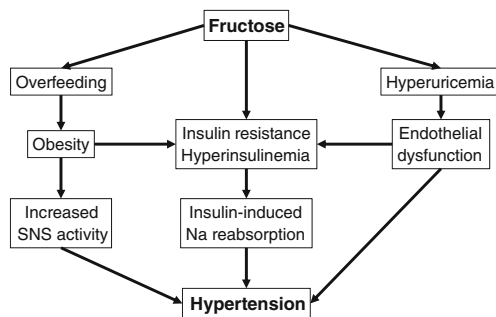 Fructose
Overfeeding
Hyperuricemia
Obesity
Insulin resistance
Hyperinsulinemia
Endothelial
dysfunction
Increased
SNS activity
Insulin-induced
Na reabsorption
Hypertension